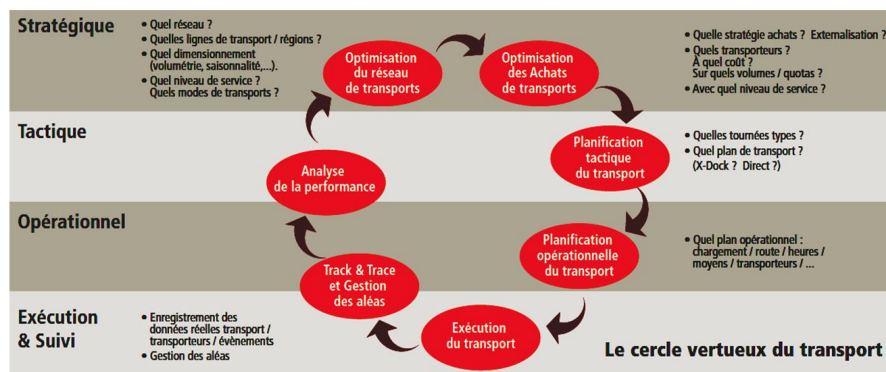 Stratégique
• Quel réseau ?
• Quelles lignes de transport / régions ?
• Quel dimensionnement
(volumétrie, saisonnalité,...).
• Quel niveau de service ?
Quels modes de transports ?
Optimisation
du réseau
de transports
Optimisation
des Achats
de transports
• Quelle stratégie achats ? Externalisation ?
• Quels transporteurs ?
À quel coût ?
Sur quels volumes / quotas ?
• Avec quel niveau de service ?
Tactique
Analyse
de la performance
Planification
tactique
du transport
• Quelles tournées types ?
• Quel plan de transport ?
(X-Dock ? Direct ?)
Opérationnel
Track & Trace
et Gestion
des aléas
Planification
opérationnelle
du transport
• Quel plan opérationnel :
chargement / route / heures /
moyens / transporteurs / ...
Exécution
& Suivi
• Enregistrement des
données réelles transport /
transporteurs / évènements
• Gestion des aléas
Exécution
du transport
Le cercle vertueux du transport